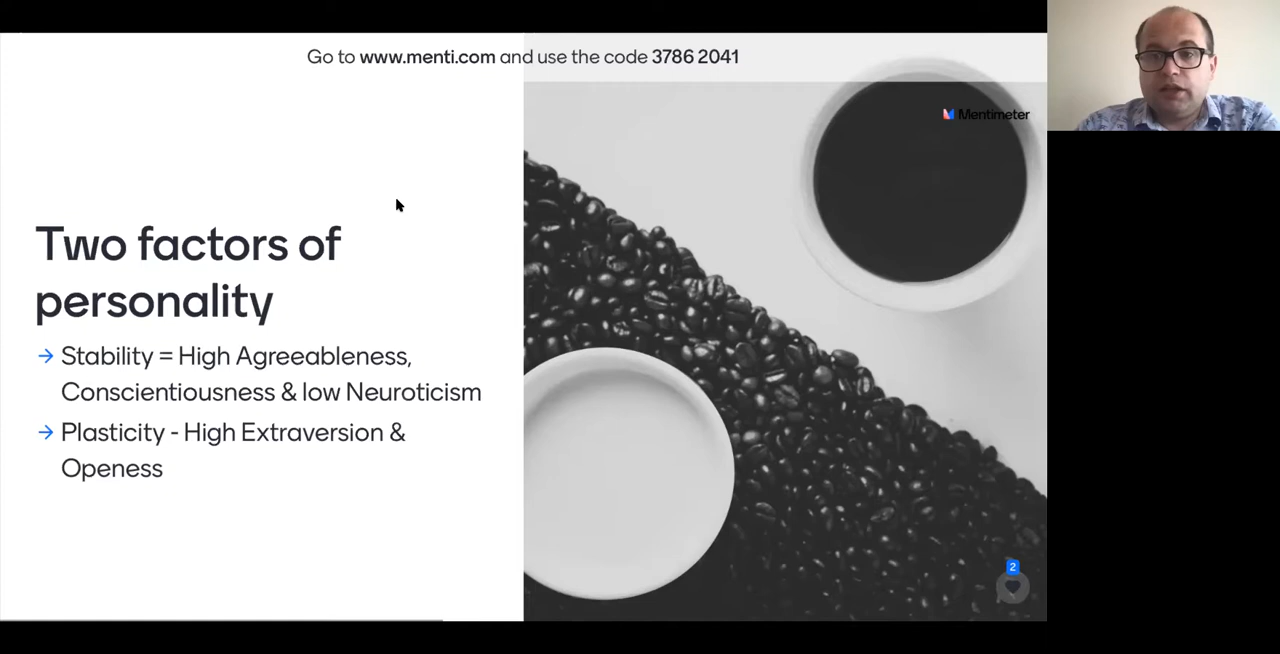 Go to www.menti.com and use the code 3786 2041
Mentimeter
Two factors of
personality
→ Stability = High Agreeableness,
Conscientiousness & low Neuroticism
→ Plasticity - High Extraversion &
Openess
2